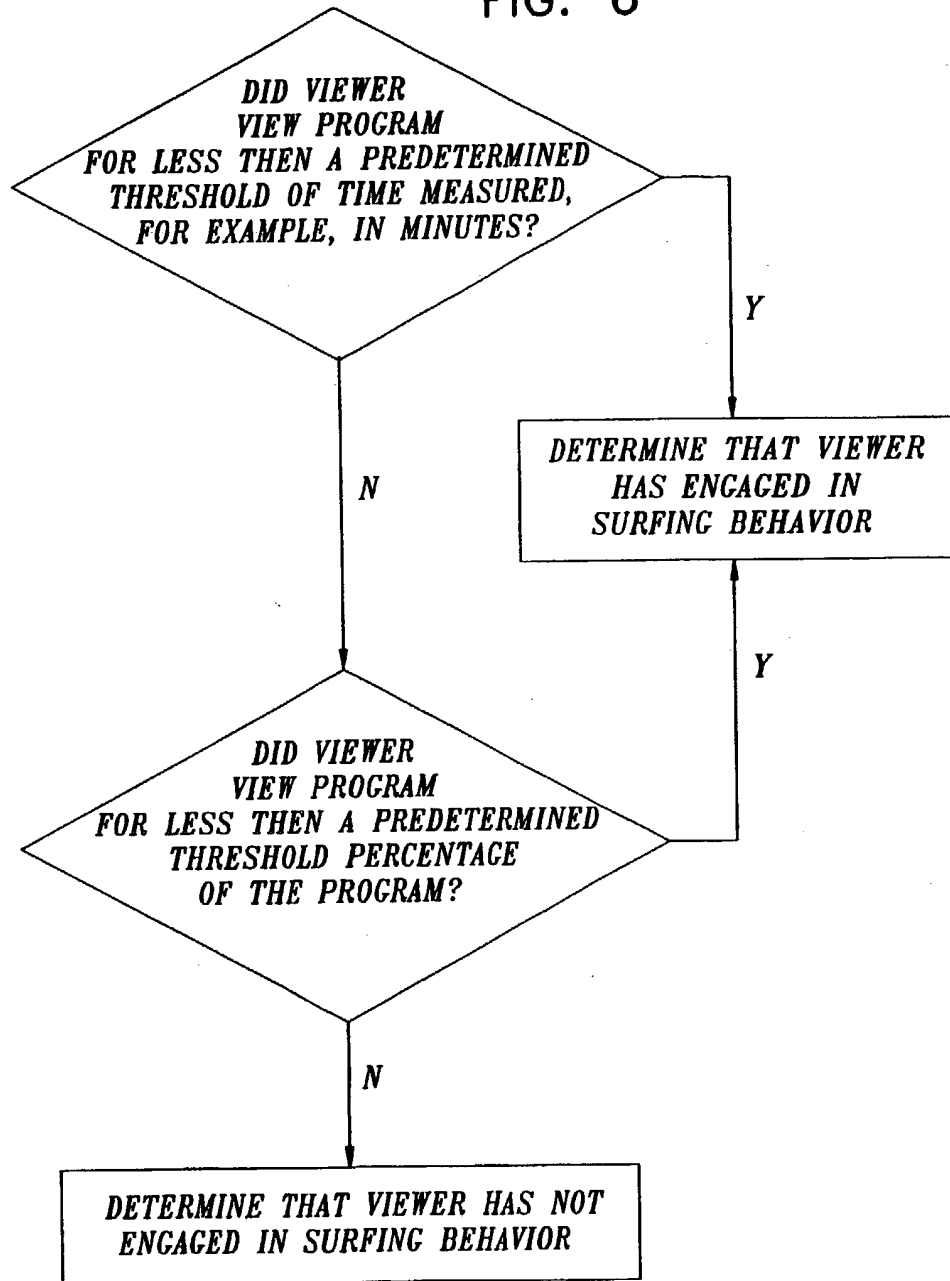 FIG. 6
DID VIEWER
VIEW PROGRAM
FOR LESS THEN A PREDETERMINED
THRESHOLD OF TIME MEASURED,
FOR EXAMPLE, IN MINUTES?
Y
DETERMINE THAT VIEWER
HAS ENGAGED IN
SURFING BEHAVIOR
N
Y
DID VIEWER
VIEW PROGRAM
FOR LESS THEN A PREDETERMINED
THRESHOLD PERCENTAGE
OF THE PROGRAM?
N
DETERMINE THAT VIEWER HAS NOT
ENGAGED IN SURFING BEHAVIOR